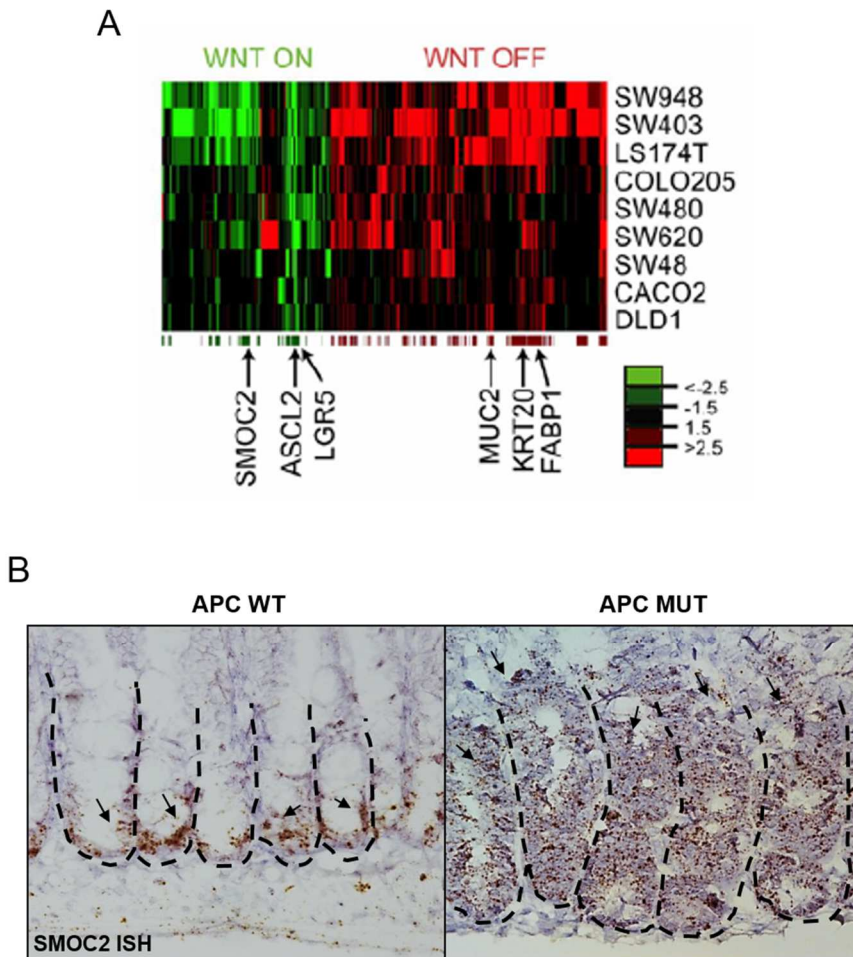 A
WNT ON WNT OFF
SW948
SW403
LS174T
COLO205
SW480
SW620
SW48
CACO2
DLD1
SMOC2
ASCL2
LGR5
MUC2
KRT20
FABP1
<-2.5
-1.5
1.5
>2.5
B
APC WT APC MUT
SMOC2 ISH